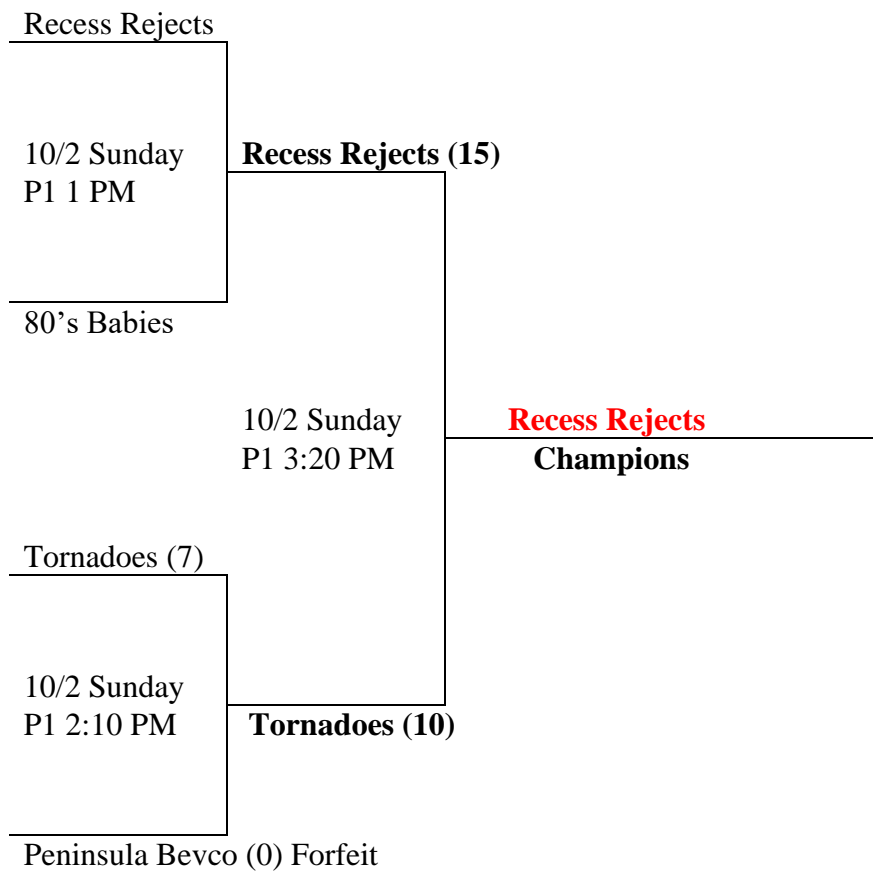 Recess Rejects
10/2 Sunday
P1 1 PM
Recess Rejects (15)
80’s Babies
10/2 Sunday
P1 3:20 PM
Recess Rejects
Champions
Tornadoes (7)
10/2 Sunday
P1 2:10 PM
Tornadoes (10)
Peninsula Bevco (0) Forfeit